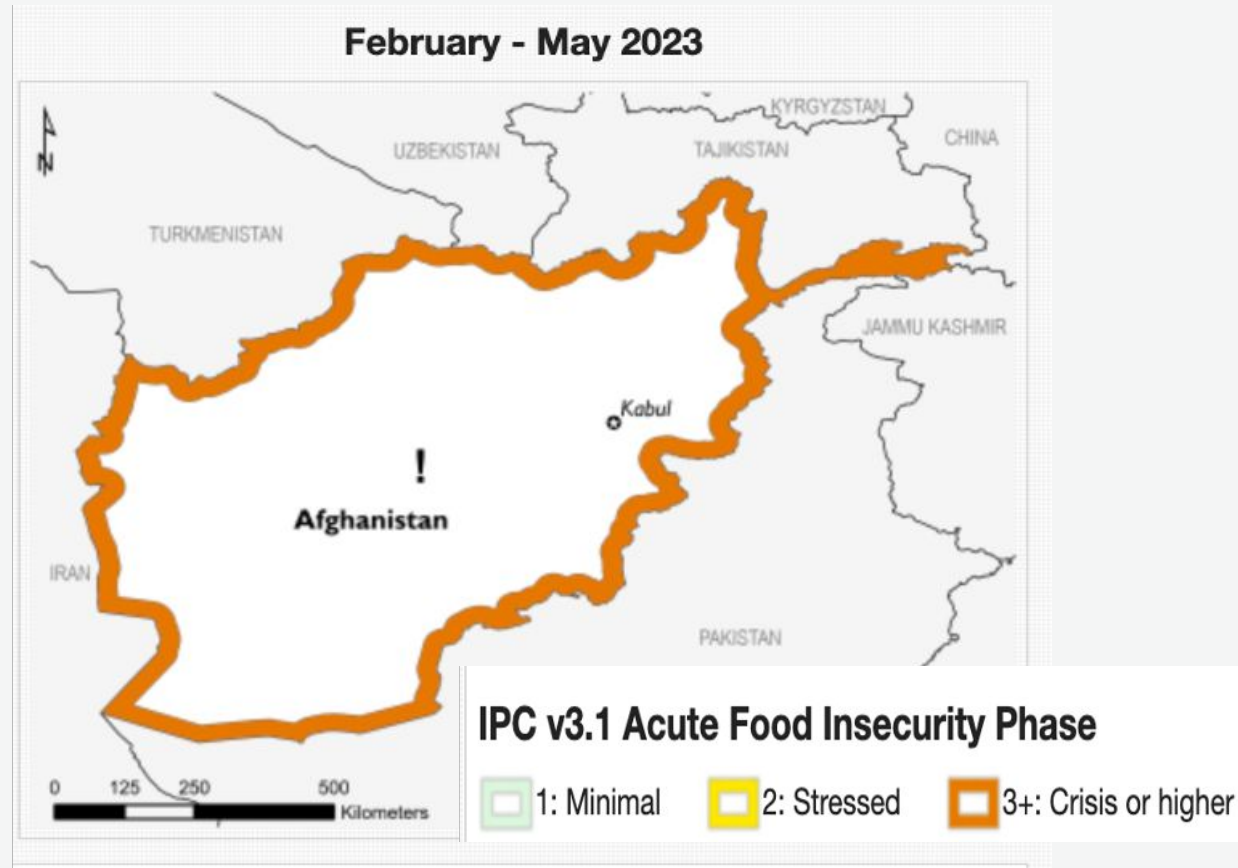 February - May 2023
KYRGYZSTAN
CHINA
UZBEKISTAN
TAJIKISTAN
N
TURKMENISTAN
JAMMU KASHMIR
Kabul
!
Afghanistan
IRAN
PAKISTAN
IPC v3.1 Acute Food Insecurity Phase
0 125 250 500
Kilometers
1: Minimal 2: Stressed 3+: Crisis or higher